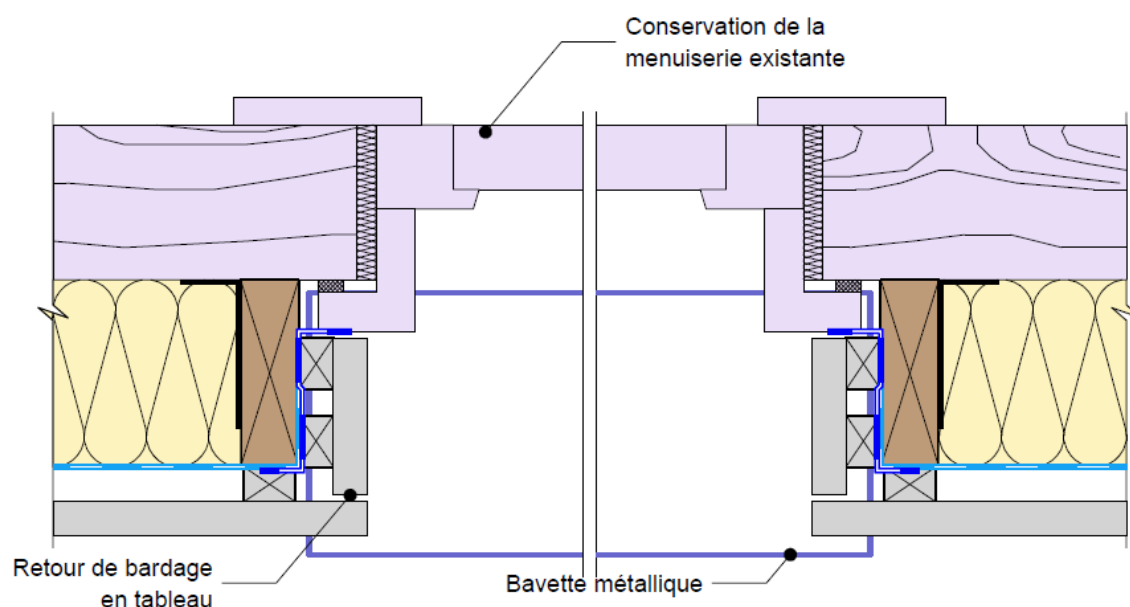 Conservation de la
menuiserie existante
Retour de bardage
en tableau
Bavette métallique